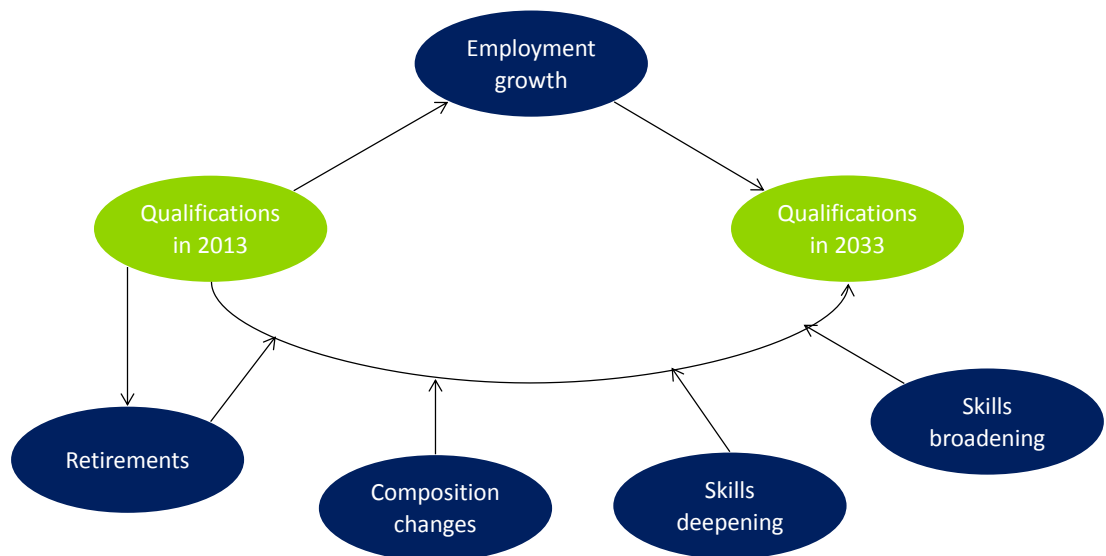 Employment
growth
Qualifications
in 2013
Qualifications
in 2033
Skills
broadening
Retirements
Composition
changes
Skills
deepening